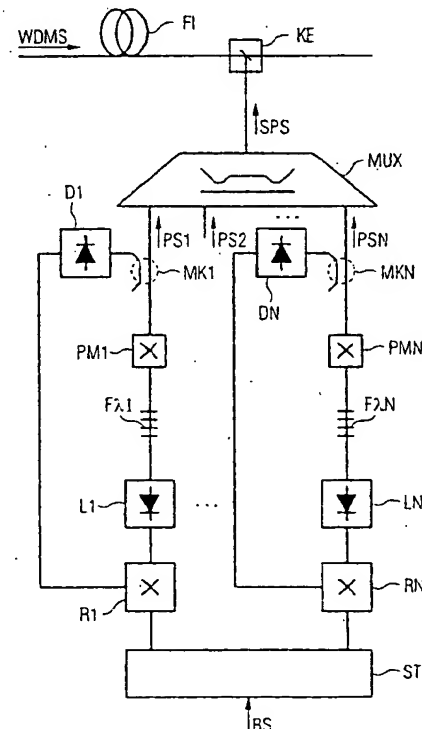 WDMS
FI
KE
SPS
MUX
D1
PS1
PS2
...
PSN
MK1
DN
MKN
PM1
PMN
FλI
FλN
L1
...
LN
R1
RN
ST
BS